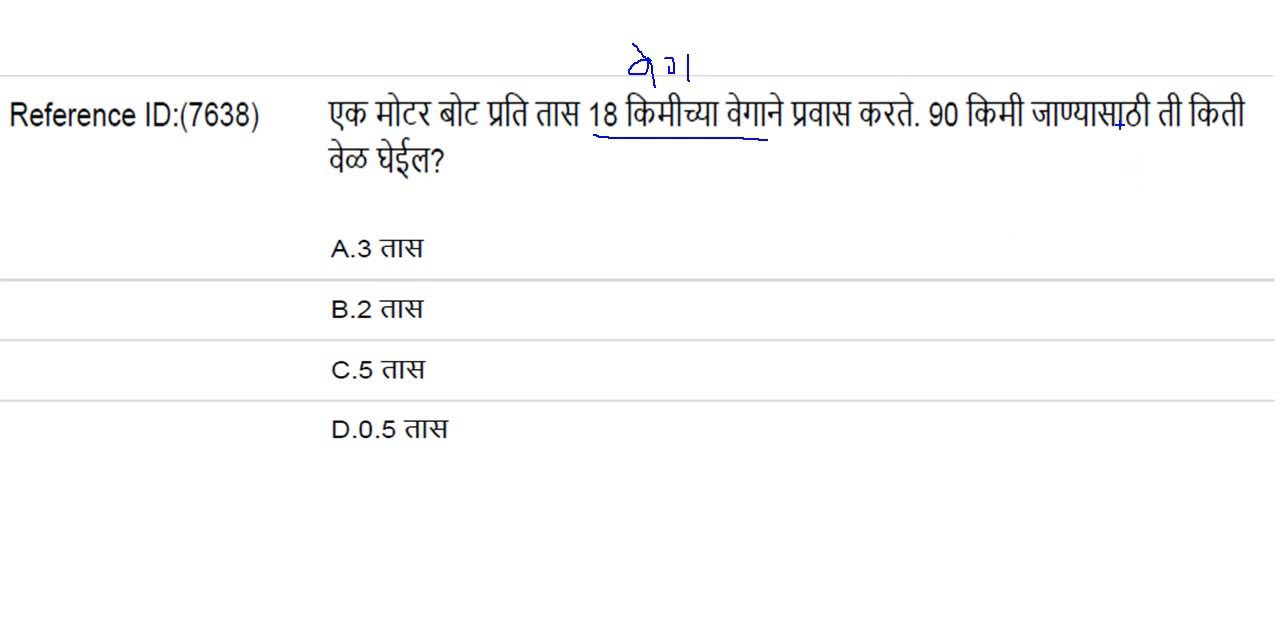 वेग
Reference ID:(7638) एक मोटर बोट प्रति तास 18 किमीच्या वेगाने प्रवास करते. 90 किमी जाण्यासाठी ती किती
वेळ घेईल?
A.3 तास
B.2 तास
C.5 तास
D.0.5 तास